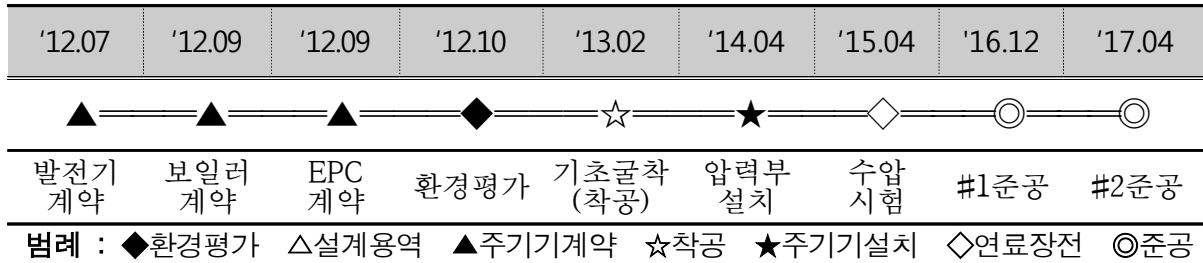 '12.07 '12.09 '12.09 '12.10 '13.02 '14.04 '15.04 '16.12 '17.04
▲ ▲ ▲ ◆ ☆ ★ ◇ ◎ ◎
발전기 보일러 EPC 환경평가 기초굴착 압력부 수압 #1준공 #2준공
계약 계약 계약 (착공) 설치 시험
범례 : ◆환경평가 △설계용역 ▲주기기계약 ☆착공 ★주기기설치 ◇연료장전 ◎준공